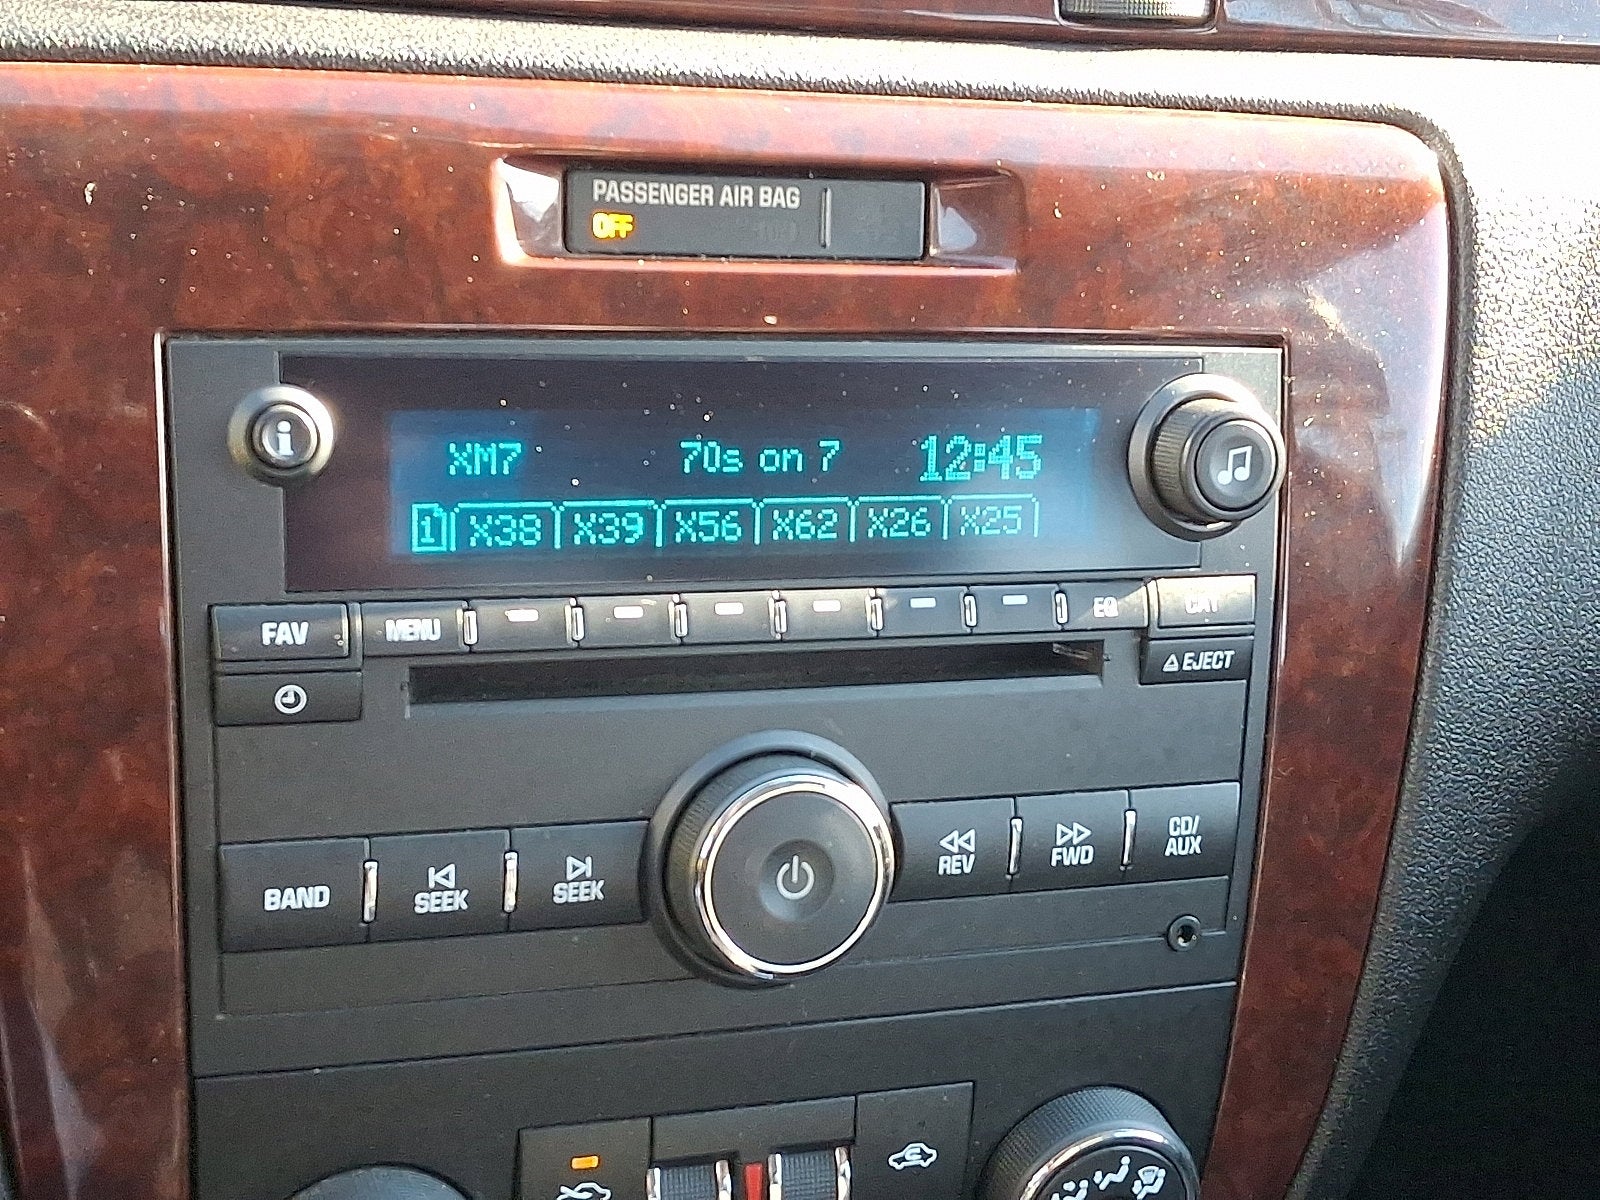 PASSENGER AIR BAG
OFF
i
XM7 70s on 7 12:45
1 X38 X39 X56 X62 X26 X25
FAV MENU EQ CAT
EJECT
BAND SEEK SEEK REV FWD CD/
AUX